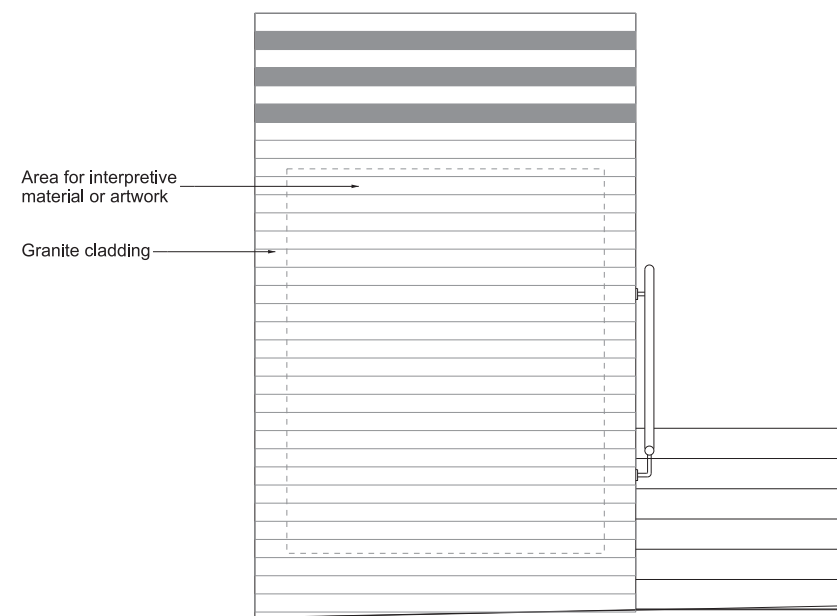 Area for interpretive
material or artwork
Granite cladding